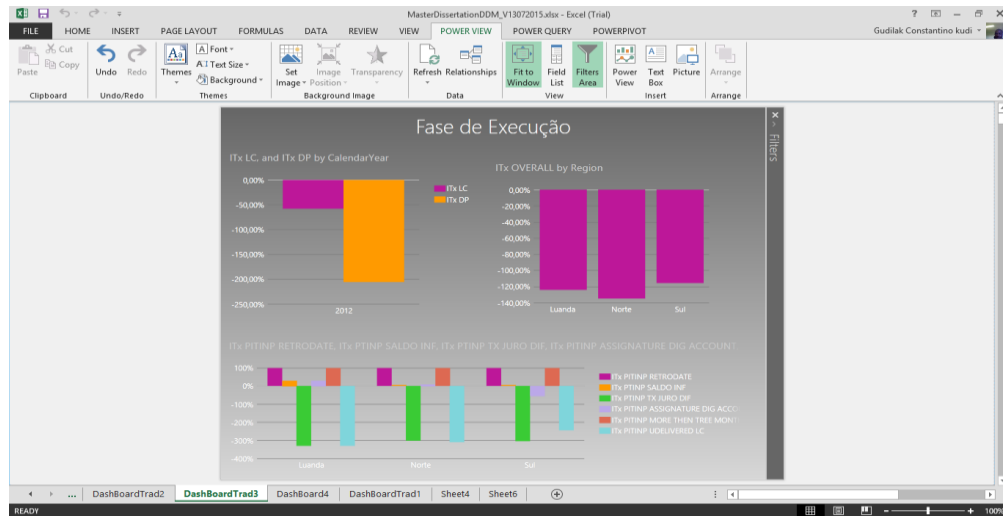 MasterDissertationDDM_V13072015.xlsx - Excel (Trial)
FILE HOME INSERT PAGE LAYOUT FORMULAS DATA REVIEW VIEW POWER VIEW POWER QUERY POWERPIVOT Gudilak Constantino kudi
Paste
Cut
Copy
Clipboard
Undo Redo
Undo/Redo
Themes
Font
Text Size
Background
Themes
Set Image
Image Position
Transparency
Background Image
Refresh Relationships
Data
Fit to Window
Field List
Filters Area
View
Power View
Text Box
Picture
Insert
Arrange
Arrange
Fase de Execução
Filters
ITx LC, and ITx DP by CalendarYear
0,00%
-50,00%
-100,00%
-150,00%
-200,00%
-250,00%
2012
ITx LC
ITx DP
ITx OVERALL by Region
0,00%
-20,00%
-40,00%
-60,00%
-80,00%
-100,00%
-120,00%
-140,00%
Luanda Norte Sul
ITx PITINP RETRODATE, ITx PTINP SALDO INF, ITx PTINP TX JURO DIF, ITx PITINP ASSIGNATURE DIG ACCOUNT
100%
0%
-100%
-200%
-300%
-400%
Luanda Norte Sul
ITx PITINP RETRODATE
ITx PTINP SALDO INF
ITx PTINP TX JURO DIF
ITx PITINP ASSIGNATURE DIG ACCO
ITx PITINP MORE THEN TREE MONT
ITx PITINP UDELIVERED LC
... DashBoardTrad2 DashBoardTrad3 DashBoard4 DashBoardTrad1 Sheet4 Sheet6
READY 100%